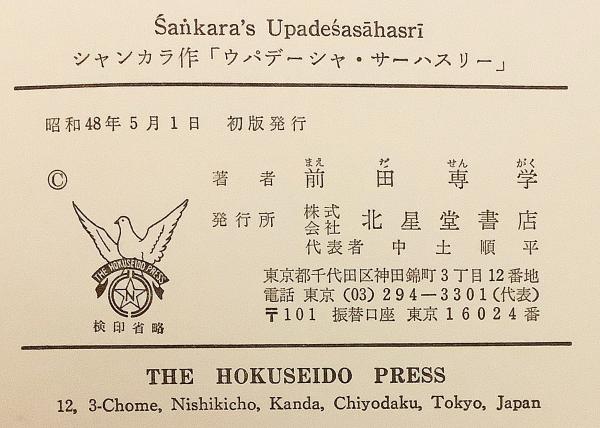 Śaṅkara's Upadeśasāhasrī
シャンカラ作「ウパデーシャ・サーハスリー」
昭和48年5月1日 初版発行
©
まえ だ せん がく
著者 前田専学
発行所 株式会社 北星堂書店
代表者 中土順平
THE HOKUSEIDO PRESS
N
検印省略
東京都千代田区神田錦町3丁目12番地
電話 東京 (03) 294—3301 (代表)
〒101 振替口座 東京 16024番
THE HOKUSEIDO PRESS
12, 3-Chome, Nishikicho, Kanda, Chiyodaku, Tokyo, Japan